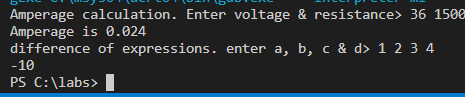 Amperage calculation. Enter voltage & resistance> 36 1500
Amperage is 0.024
difference of expressions. enter a, b, c & d> 1 2 3 4
-10
PS C:\labs>